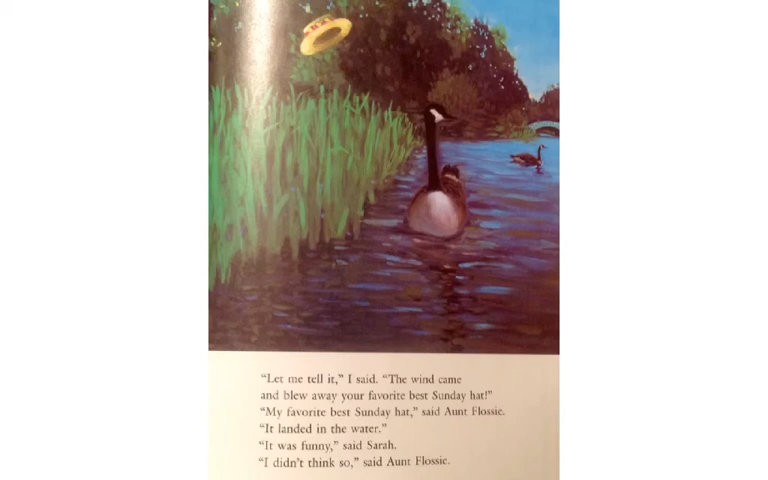 “Let me tell it,” I said. “The wind came
and blew away your favorite best Sunday hat!”
“My favorite best Sunday hat,” said Aunt Flossie.
“It landed in the water.”
“It was funny,” said Sarah.
“I didn’t think so,” said Aunt Flossie.